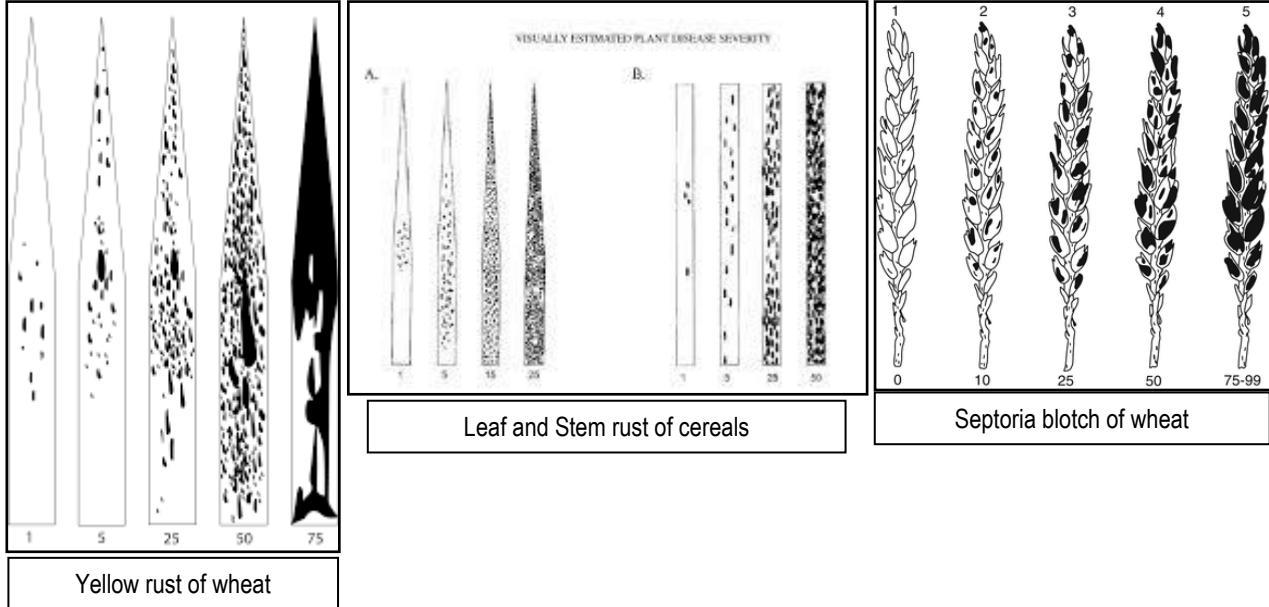 1 5 25 50 75
Yellow rust of wheat
VISUALLY ESTIMATED PLANT DISEASE SEVERITY
A. B.
1 5 15 25 1 5 25 50
Leaf and Stem rust of cereals
1 2 3 4 5
0 10 25 50 75-99
Septoria blotch of wheat